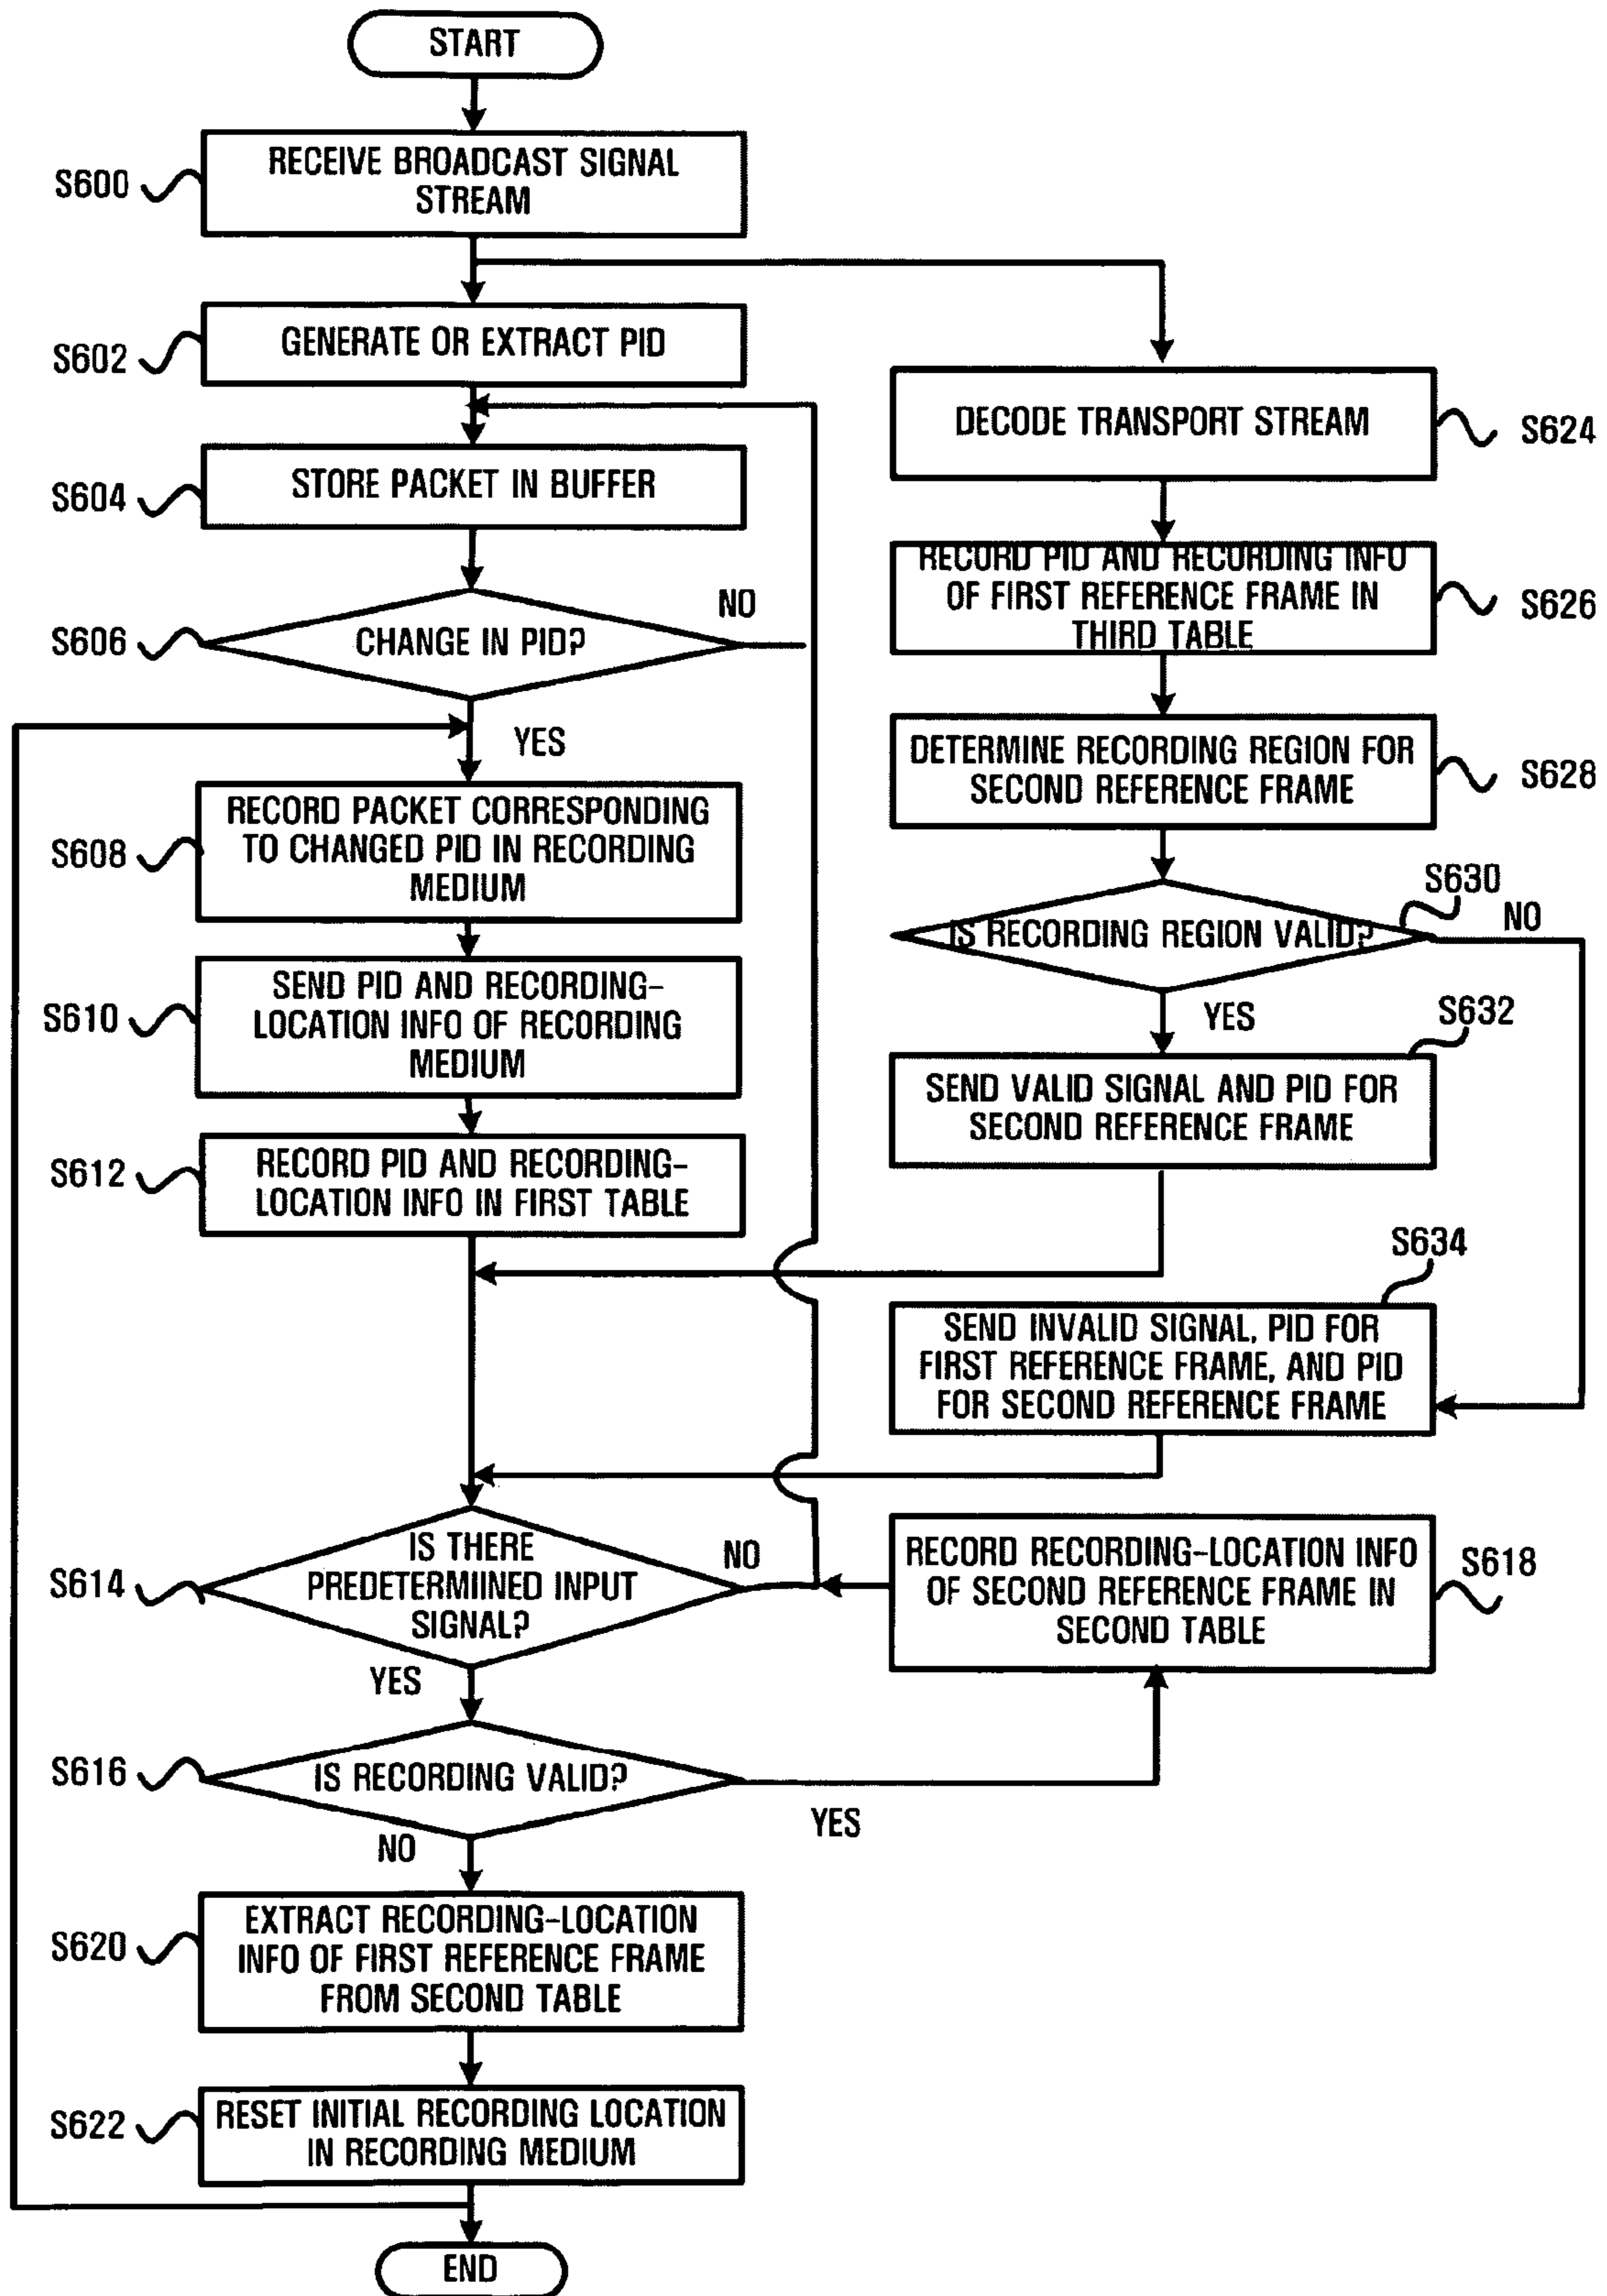 START
S600
RECEIVE BROADCAST SIGNAL
STREAM
S602
GENERATE OR EXTRACT PID
S604
STORE PACKET IN BUFFER
S606
CHANGE IN PID?
NO
YES
S608
RECORD PACKET CORRESPONDING
TO CHANGED PID IN RECORDING
MEDIUM
S610
SEND PID AND RECORDING-
LOCATION INFO OF RECORDING
MEDIUM
S612
RECORD PID AND RECORDING-
LOCATION INFO IN FIRST TABLE
DECODE TRANSPORT STREAM
S624
RECORD PID AND RECORDING INFO
OF FIRST REFERENCE FRAME IN
THIRD TABLE
S626
DETERMINE RECORDING REGION FOR
SECOND REFERENCE FRAME
S628
S630
IS RECORDING REGION VALID?
NO
YES
S632
SEND VALID SIGNAL AND PID FOR
SECOND REFERENCE FRAME
S634
SEND INVALID SIGNAL, PID FOR
FIRST REFERENCE FRAME, AND PID
FOR SECOND REFERENCE FRAME
S614
IS THERE
PREDETERMIINED INPUT
SIGNAL?
NO
YES
RECORD RECORDING-LOCATION INFO
OF SECOND REFERENCE FRAME IN
SECOND TABLE
S618
S616
IS RECORDING VALID?
YES
NO
S620
EXTRACT RECORDING-LOCATION
INFO OF FIRST REFERENCE FRAME
FROM SECOND TABLE
S622
RESET INITIAL RECORDING LOCATION
IN RECORDING MEDIUM
END